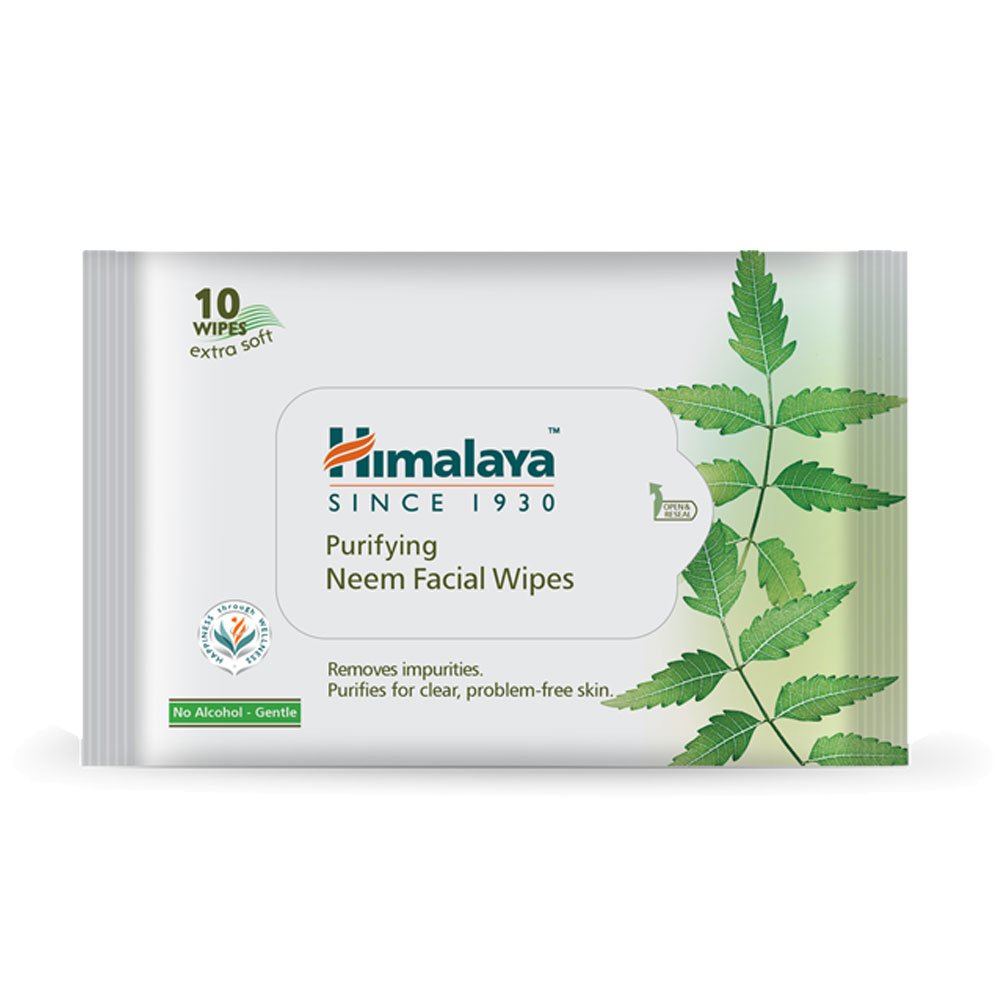 10
WIPES
extra soft
Himalaya™
SINCE 1930
OPEN &
RESEAL
Purifying
Neem Facial Wipes
HAPPINESS through WELLNESS
Removes impurities.
Purifies for clear, problem-free skin.
No Alcohol - Gentle